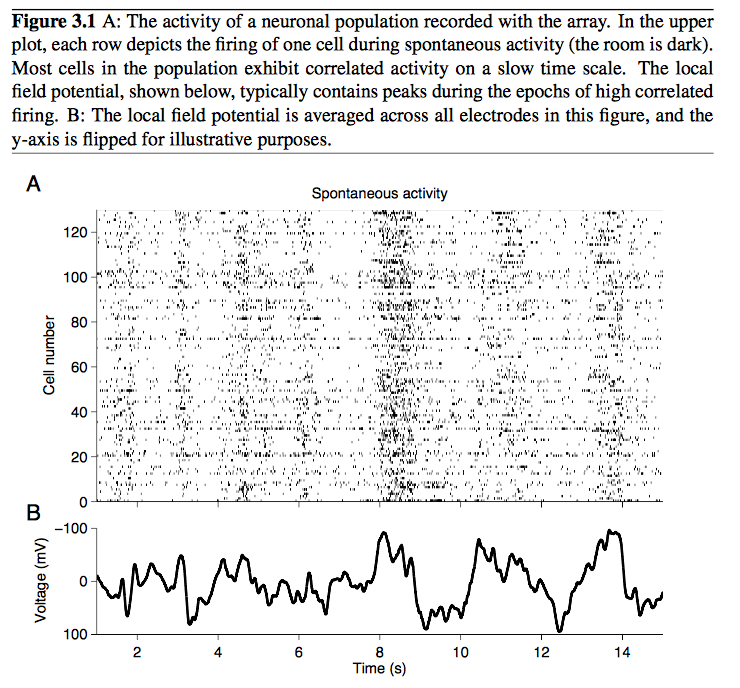 Figure 3.1 A: The activity of a neuronal population recorded with the array. In the upper
plot, each row depicts the firing of one cell during spontaneous activity (the room is dark).
Most cells in the population exhibit correlated activity on a slow time scale. The local
field potential, shown below, typically contains peaks during the epochs of high correlated
firing. B: The local field potential is averaged across all electrodes in this figure, and the
y-axis is flipped for illustrative purposes.
A
Spontaneous activity
120
100
80
60
40
20
0
Cell number
B
−100
0
100
Voltage (mV)
2 4 6 8 10 12 14
Time (s)